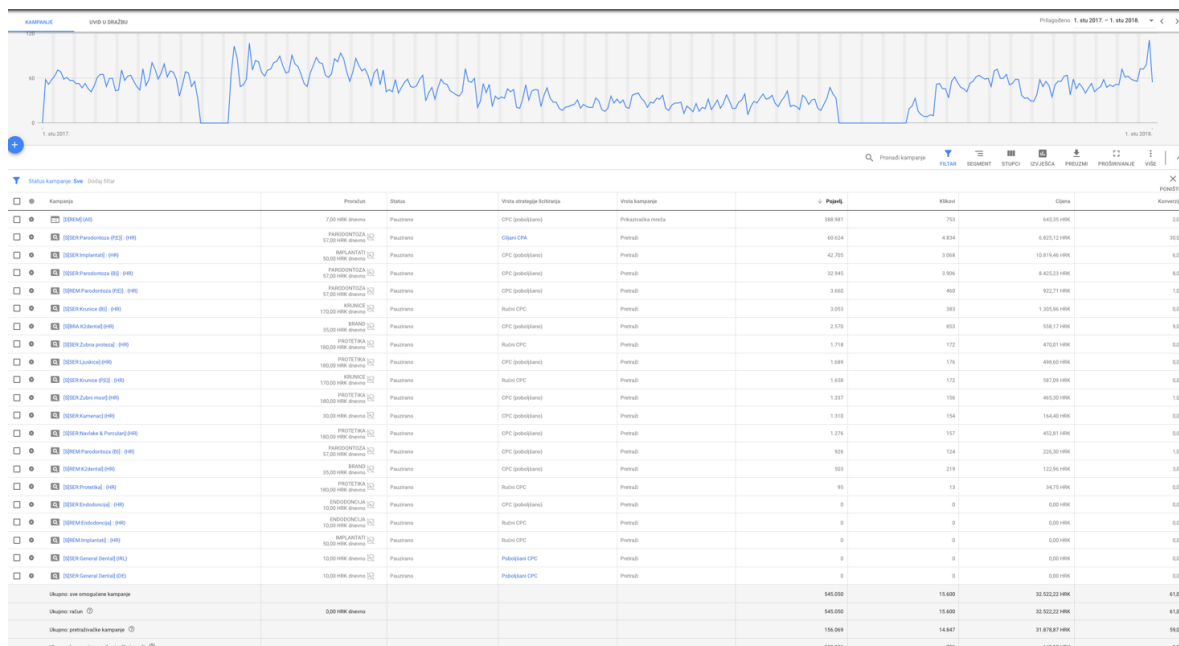 KAMPANJE UVID U DRAŽBU Prilagođeno 1. stu 2017. – 1. stu 2018.
120
60
0
1. stu 2017. 1. stu 2018.
Pronađi kampanje FILTAR SEGMENT STUPCI IZVJEŠĆA PREUZMI PROŠIRIVANJE VIŠE
Status kampanje: Sve Dodaj filtar
Kampanja Proračun Status Vrsta strategije licitiranja Vrsta kampanje Pojavlj. Klikovi Cijena
[D][REM] (All) 7,00 HRK dnevno Pauzirano CPC (poboljšano) Prikazivačka mreža 388.981 753 643,35 HRK
[S][SER:Parodontoza (P,E)] : (HR) PARODONTOZA 57,00 HRK dnevno Pauzirano Ciljani CPA Pretraži 60.624 4.834 6.825,12 HRK
[S][SER:Implantati] : (HR) IMPLANTATI 50,00 HRK dnevno Pauzirano CPC (poboljšano) Pretraži 42.705 3.068 10.819,46 HRK
[S][SER:Parodontoza (B)] : (HR) PARODONTOZA 57,00 HRK dnevno Pauzirano CPC (poboljšano) Pretraži 32.945 3.906 8.425,23 HRK
[S][REM:Parodontoza (P,E)] : (HR) PARODONTOZA 57,00 HRK dnevno Pauzirano CPC (poboljšano) Pretraži 3.660 460 922,71 HRK
[S][SER:Krunice (B)] : (HR) KRUNICE 170,00 HRK dnevno Pauzirano Ručni CPC Pretraži 3.053 383 1.305,96 HRK
[S][BRA:K2dental] (HR) BRAND 35,00 HRK dnevno Pauzirano CPC (poboljšano) Pretraži 2.570 653 558,17 HRK
[S][SER:Zubna proteza] : (HR) PROTETIKA 180,00 HRK dnevno Pauzirano Ručni CPC Pretraži 1.718 172 470,01 HRK
[S][SER:Ljuskice] (HR) PROTETIKA 180,00 HRK dnevno Pauzirano CPC (poboljšano) Pretraži 1.689 176 498,60 HRK
[S][SER:Krunice (P,E)] : (HR) KRUNICE 170,00 HRK dnevno Pauzirano Ručni CPC Pretraži 1.658 172 597,09 HRK
[S][SER:Zubni most] (HR) PROTETIKA 180,00 HRK dnevno Pauzirano CPC (poboljšano) Pretraži 1.337 156 465,30 HRK
[S][SER:Kamenac] (HR) 30,00 HRK dnevno Pauzirano CPC (poboljšano) Pretraži 1.310 154 164,40 HRK
[S][SER:Navlake & Porculan] (HR) PROTETIKA 180,00 HRK dnevno Pauzirano CPC (poboljšano) Pretraži 1.276 157 452,81 HRK
[S][REM:Parodontoza (B)] : (HR) PARODONTOZA 57,00 HRK dnevno Pauzirano CPC (poboljšano) Pretraži 926 124 226,30 HRK
[S][REM:K2dental] (HR) BRAND 35,00 HRK dnevno Pauzirano CPC (poboljšano) Pretraži 503 219 122,96 HRK
[S][SER:Protetika] : (HR) PROTETIKA 180,00 HRK dnevno Pauzirano Ručni CPC Pretraži 95 13 34,75 HRK
[S][SER:Endodoncija] : (HR) ENDODONCIJA 10,00 HRK dnevno Pauzirano CPC (poboljšano) Pretraži 0 0 0,00 HRK
[S][REM:Endodoncija] : (HR) ENDODONCIJA 10,00 HRK dnevno Pauzirano Ručni CPC Pretraži 0 0 0,00 HRK
[S][REM:Implantati] : (HR) IMPLANTATI 50,00 HRK dnevno Pauzirano Ručni CPC Pretraži 0 0 0,00 HRK
[S][SER:General Dental] (IRL) 10,00 HRK dnevno Pauzirano Poboljšani CPC Pretraži 0 0 0,00 HRK
[S][SER:General Dental] (DE) 10,00 HRK dnevno Pauzirano Poboljšani CPC Pretraži 0 0 0,00 HRK
Ukupno: sve omogućene kampanje 545.050 15.600 32.522,22 HRK
Ukupno: račun 0,00 HRK dnevno 545.050 15.600 32.522,22 HRK
Ukupno: pretraživačke kampanje 156.069 14.847 31.878,87 HRK